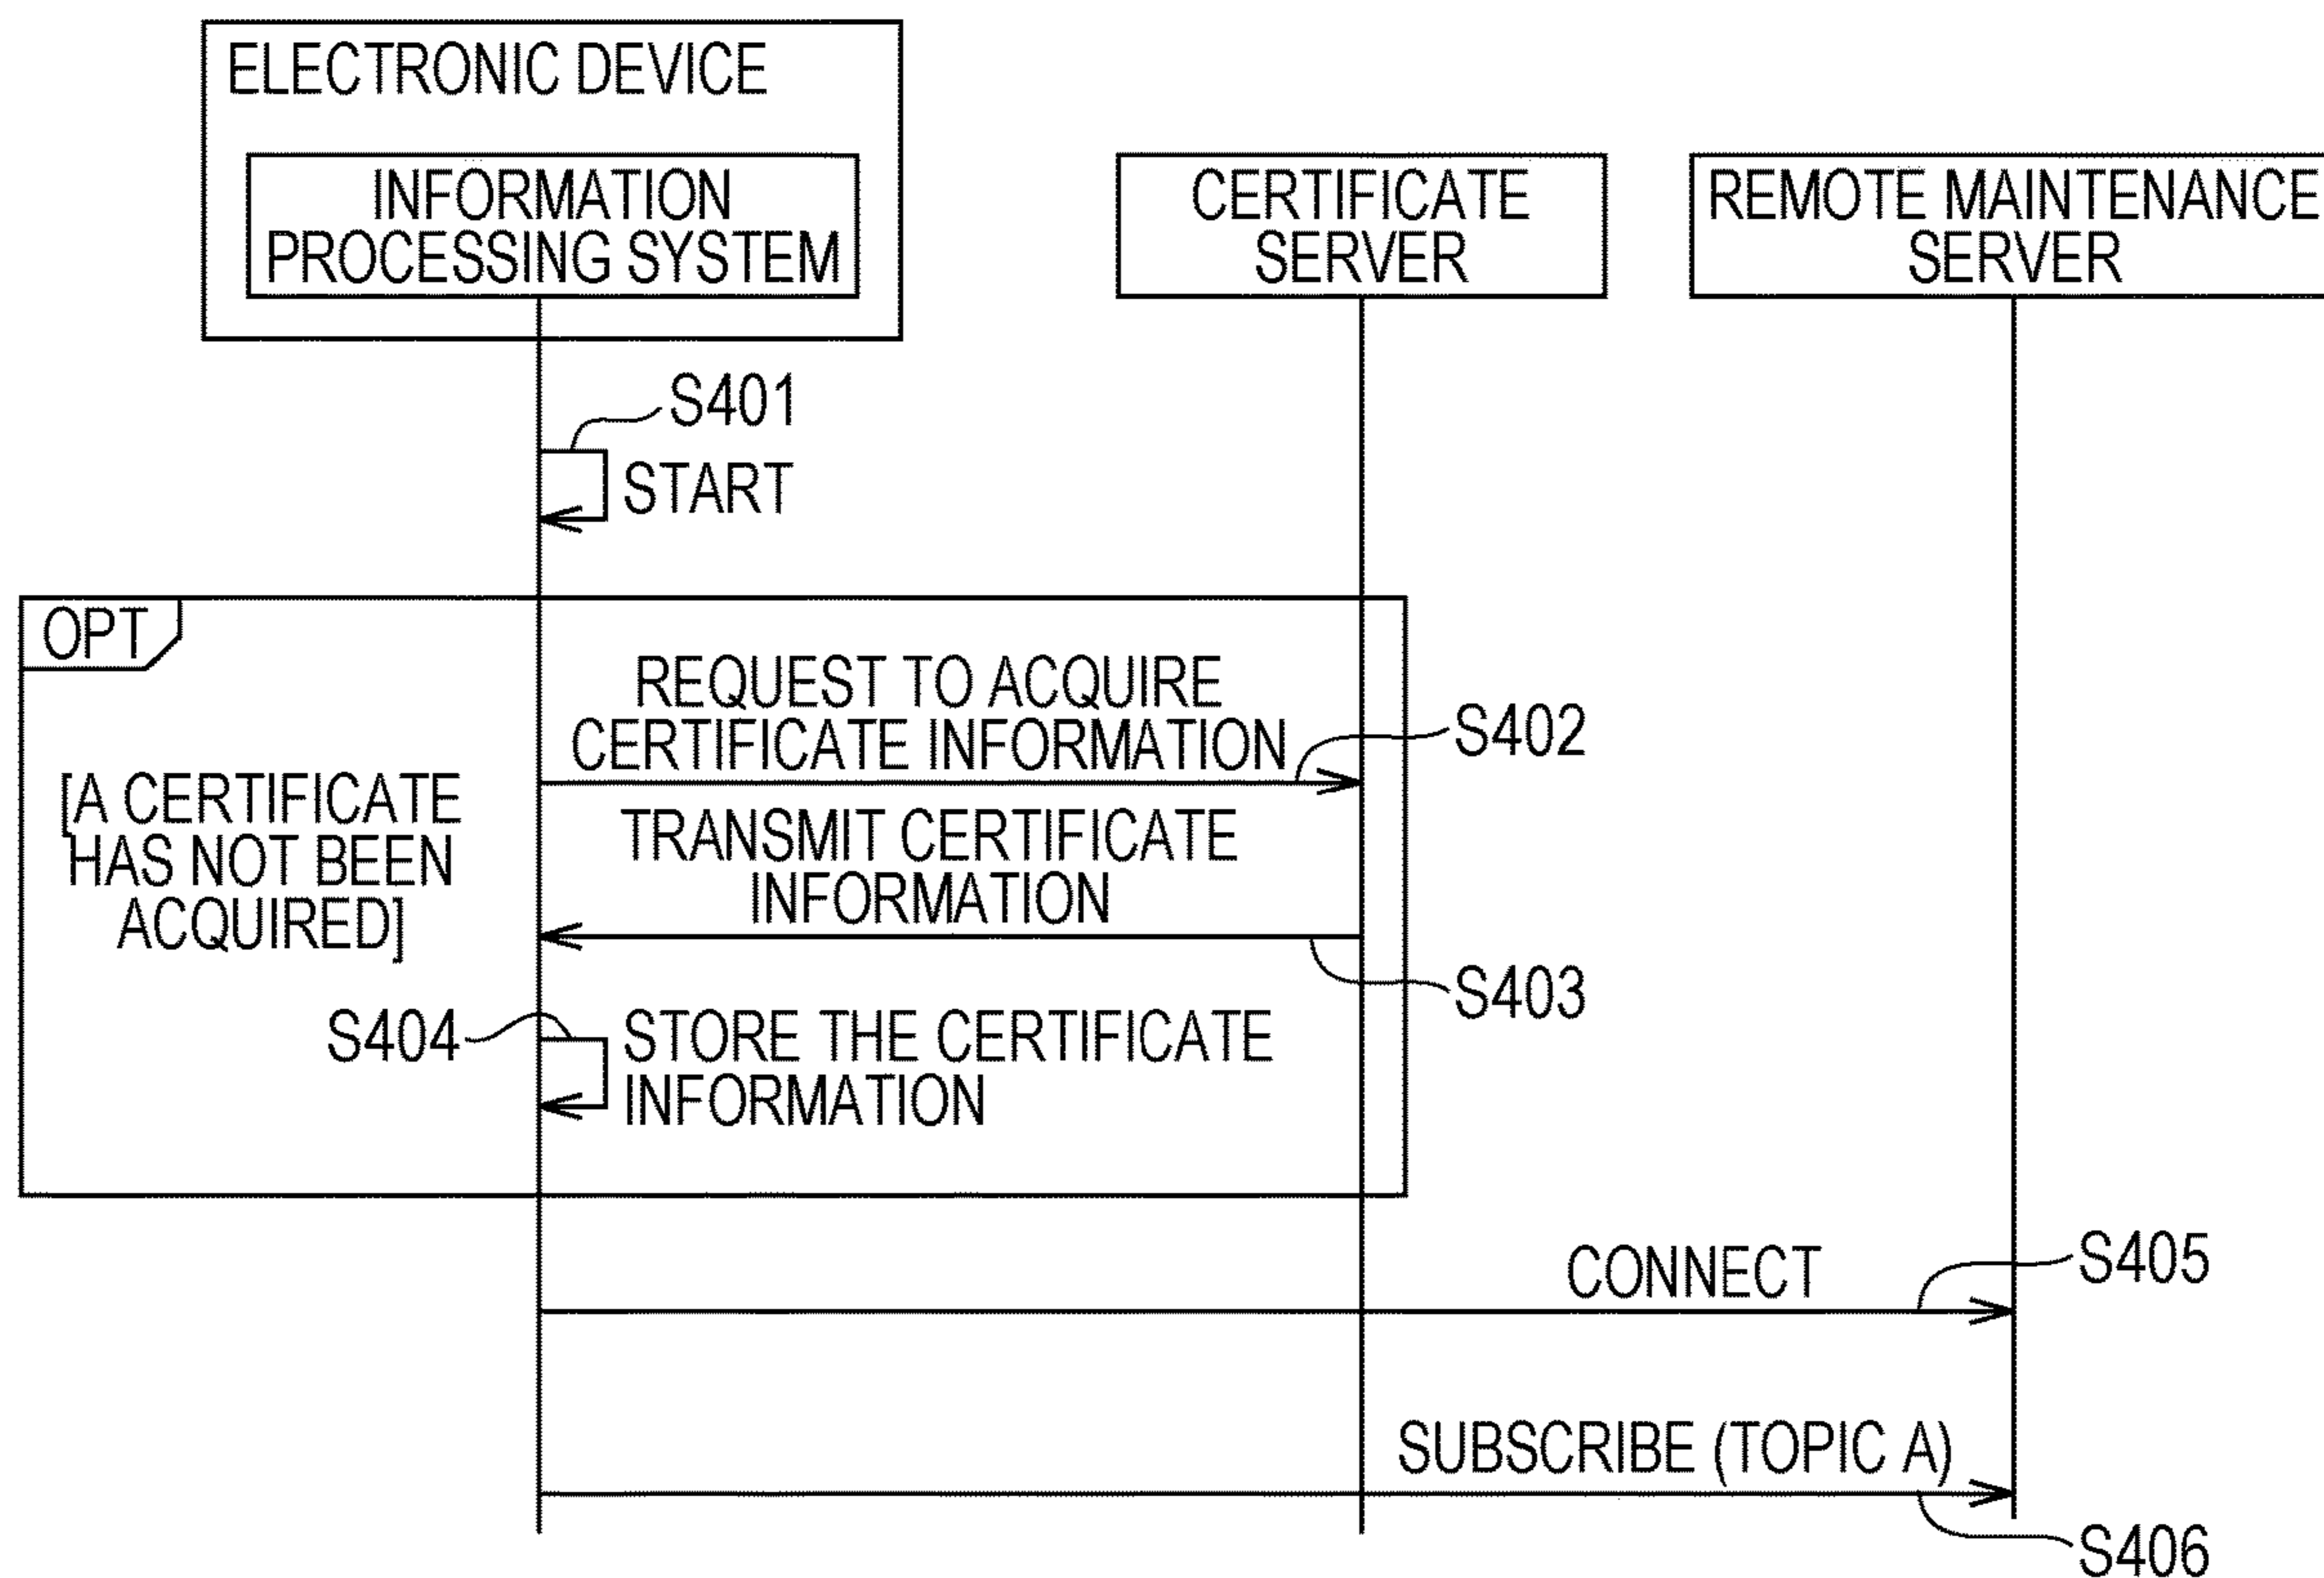 ELECTRONIC DEVICE
INFORMATION
PROCESSING SYSTEM
CERTIFICATE
SERVER
REMOTE MAINTENANCE
SERVER
S401
START
OPT
[A CERTIFICATE
HAS NOT BEEN
ACQUIRED]
REQUEST TO ACQUIRE
CERTIFICATE INFORMATION
S402
TRANSMIT CERTIFICATE
INFORMATION
S403
S404
STORE THE CERTIFICATE
INFORMATION
CONNECT
S405
SUBSCRIBE (TOPIC A)
S406